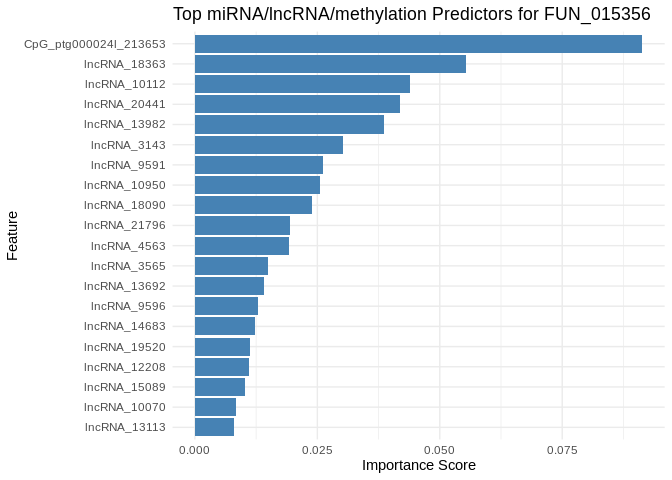 Top miRNA/lncRNA/methylation Predictors for FUN_015356
CpG_ptg000024l_213653
lncRNA_18363
lncRNA_10112
lncRNA_20441
lncRNA_13982
lncRNA_3143
lncRNA_9591
lncRNA_10950
lncRNA_18090
lncRNA_21796
lncRNA_4563
lncRNA_3565
lncRNA_13692
lncRNA_9596
lncRNA_14683
lncRNA_19520
lncRNA_12208
lncRNA_15089
lncRNA_10070
lncRNA_13113
Feature
0.000 0.025 0.050 0.075
Importance Score